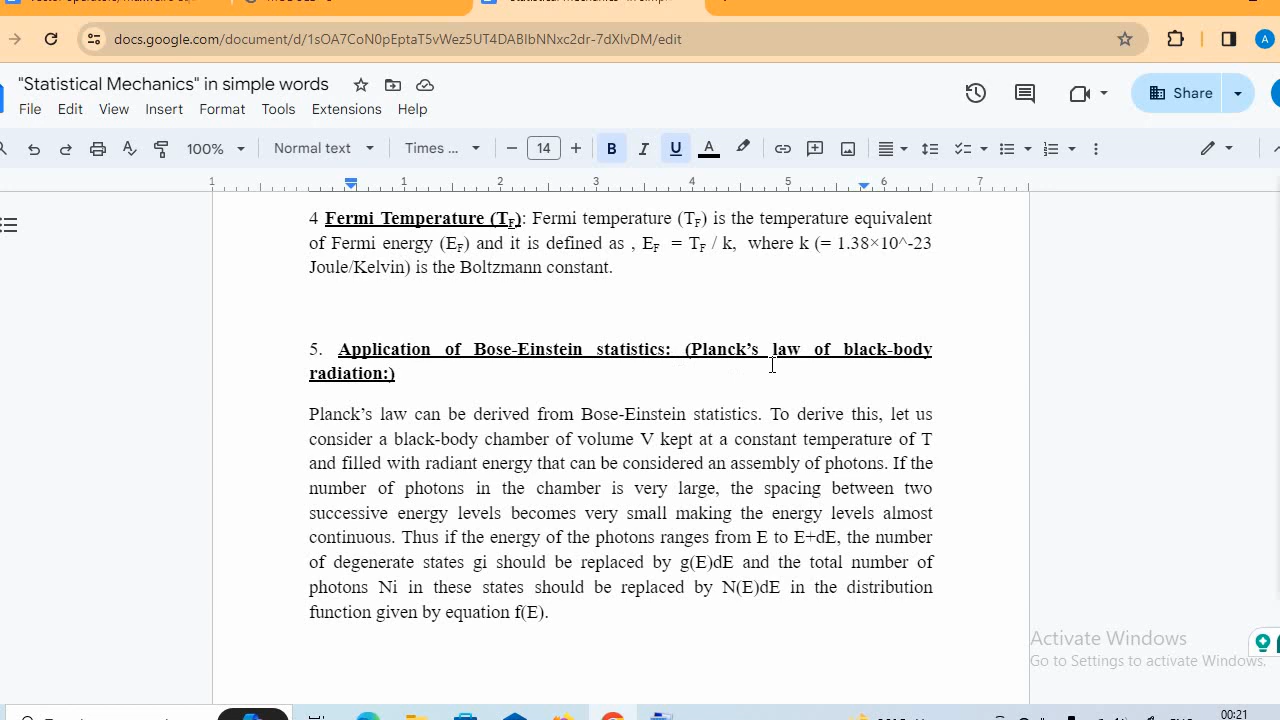 docs.google.com/document/d/1sOA7CoN0pEptaT5vWez5UT4DABIbNNxc2dr-7dXIvDM/edit
A
"Statistical Mechanics" in simple words
Share
File Edit View Insert Format Tools Extensions Help
100% Normal text Times ... 14 B I U A
1 1 2 3 4 5 6 7
4 Fermi Temperature (TF): Fermi temperature (TF) is the temperature equivalent
of Fermi energy (EF) and it is defined as , EF = TF / k, where k (= 1.38×10^-23
Joule/Kelvin) is the Boltzmann constant.
5. Application of Bose-Einstein statistics: (Planck’s law of black-body
radiation:)
Planck’s law can be derived from Bose-Einstein statistics. To derive this, let us
consider a black-body chamber of volume V kept at a constant temperature of T
and filled with radiant energy that can be considered an assembly of photons. If the
number of photons in the chamber is very large, the spacing between two
successive energy levels becomes very small making the energy levels almost
continuous. Thus if the energy of the photons ranges from E to E+dE, the number
of degenerate states gi should be replaced by g(E)dE and the total number of
photons Ni in these states should be replaced by N(E)dE in the distribution
function given by equation f(E).
Activate Windows
Go to Settings to activate Windows.
00:21